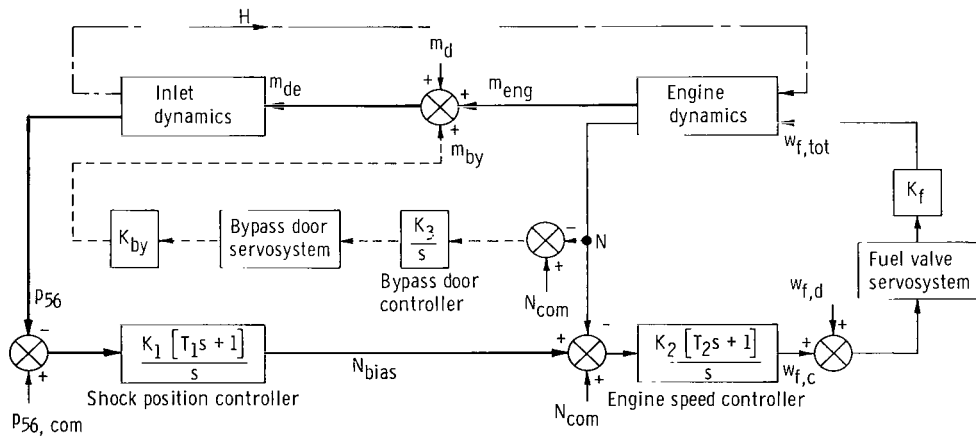 H
m_d
+
+
+
+
m_de
m_eng
m_by
Inlet
dynamics
Engine
dynamics
w_f,tot
K_f
Fuel valve
servosystem
K_by
Bypass door
servosystem
K_3
s
Bypass door
controller
−
+
N
N_com
p_56
−
+
p_56, com
K_1 [T_1s + 1]
s
Shock position controller
N_bias
+
−
+
N_com
K_2 [T_2s + 1]
s
Engine speed controller
w_f,d
+
+
w_f,c